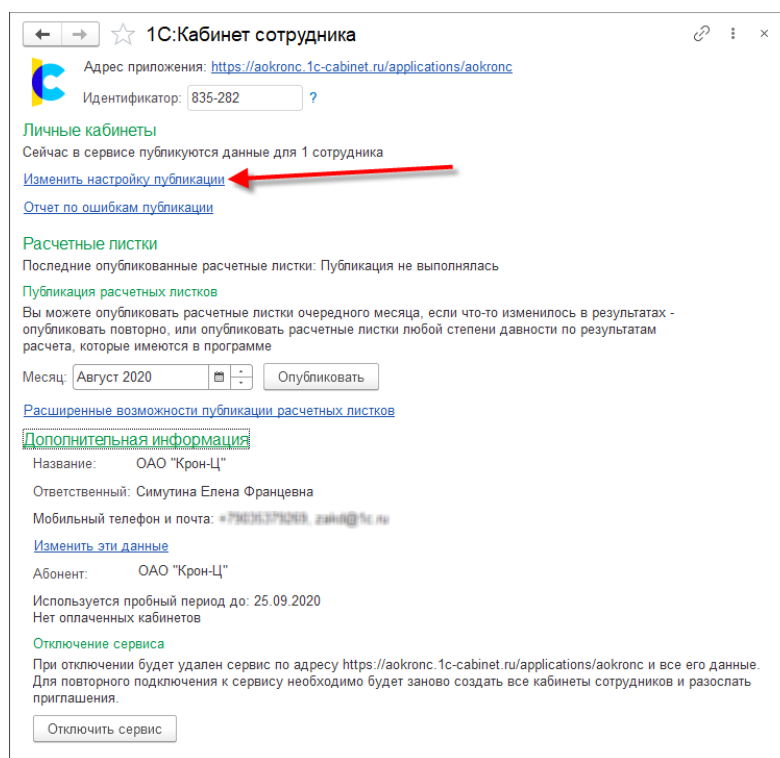 1С:Кабинет сотрудника
Адрес приложения: https://aokronc.1c-cabinet.ru/applications/aokronc
Идентификатор: 835-282 ?
Личные кабинеты
Сейчас в сервисе публикуются данные для 1 сотрудника
Изменить настройку публикации
Отчет по ошибкам публикации
Расчетные листки
Последние опубликованные расчетные листки: Публикация не выполнялась
Публикация расчетных листков
Вы можете опубликовать расчетные листки очередного месяца, если что-то изменилось в результатах -
опубликовать повторно, или опубликовать расчетные листки любой степени давности по результатам
расчета, которые имеются в программе
Месяц: Август 2020 Опубликовать
Расширенные возможности публикации расчетных листков
Дополнительная информация
Название: ОАО "Крон-Ц"
Ответственный: Симутина Елена Францевна
Мобильный телефон и почта:
Изменить эти данные
Абонент: ОАО "Крон-Ц"
Используется пробный период до: 25.09.2020
Нет оплаченных кабинетов
Отключение сервиса
При отключении будет удален сервис по адресу https://aokronc.1c-cabinet.ru/applications/aokronc и все его данные.
Для повторного подключения к сервису необходимо будет заново создать все кабинеты сотрудников и разослать
приглашения.
Отключить сервис